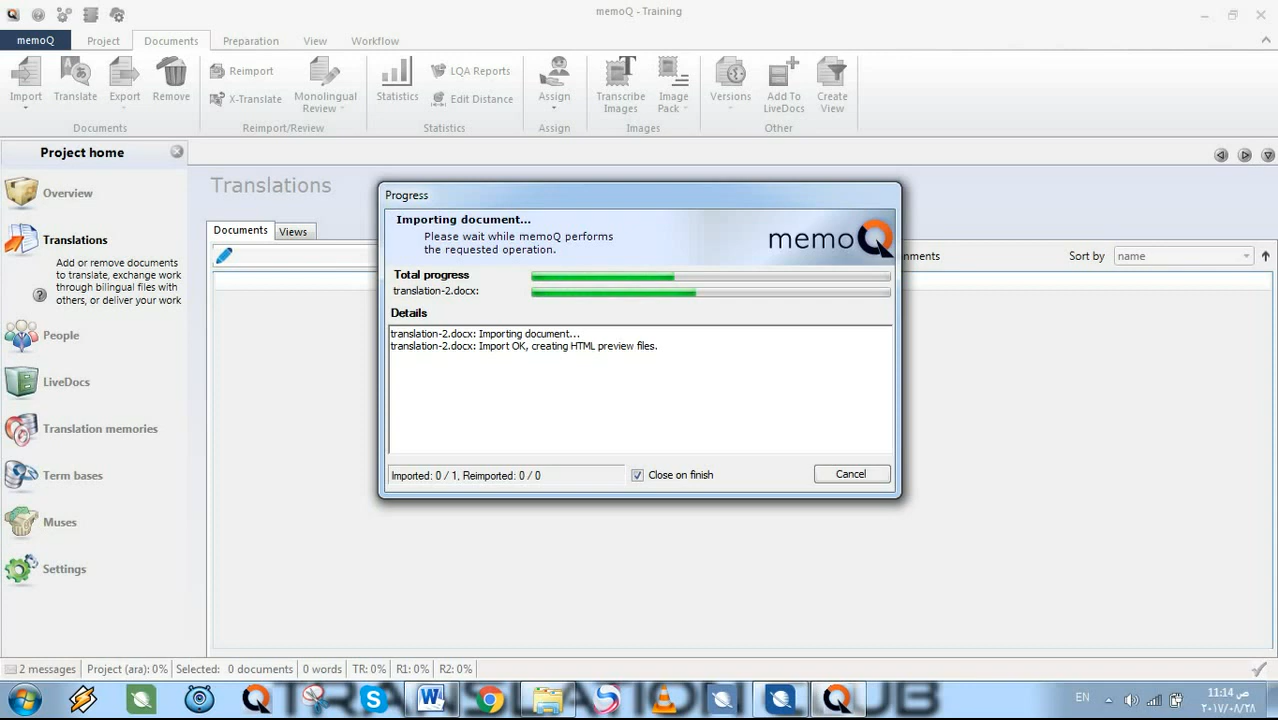 memoQ - Training
memoQ
Project
Documents
Preparation
View
Workflow
Import
Translate
Export
Remove
Reimport
X-Translate
Monolingual
Review
Statistics
LQA Reports
Edit Distance
Assign
Transcribe
Images
Image
Pack
Versions
Add To
LiveDocs
Create
View
Documents
Reimport/Review
Statistics
Assign
Images
Other
Project home
Overview
Translations
Add or remove documents
to translate, exchange work
through bilingual files with
others, or deliver your work
People
LiveDocs
Translation memories
Term bases
Muses
Settings
Translations
Documents
Views
Sort by
name
Progress
Importing document...
Please wait while memoQ performs
the requested operation.
memoQ
Total progress
translation-2.docx:
Details
translation-2.docx: Importing document...
translation-2.docx: Import OK, creating HTML preview files.
Imported: 0 / 1, Reimported: 0 / 0
Close on finish
Cancel
2 messages
Project (ara): 0%
Selected: 0 documents
0 words
TR: 0%
R1: 0%
R2: 0%
EN
11:14 ص
٢٠١٧/٠٨/٢٨